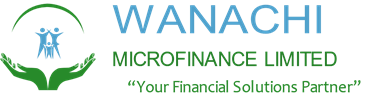 WANACHI
MICROFINANCE LIMITED
“Your Financial Solutions Partner”